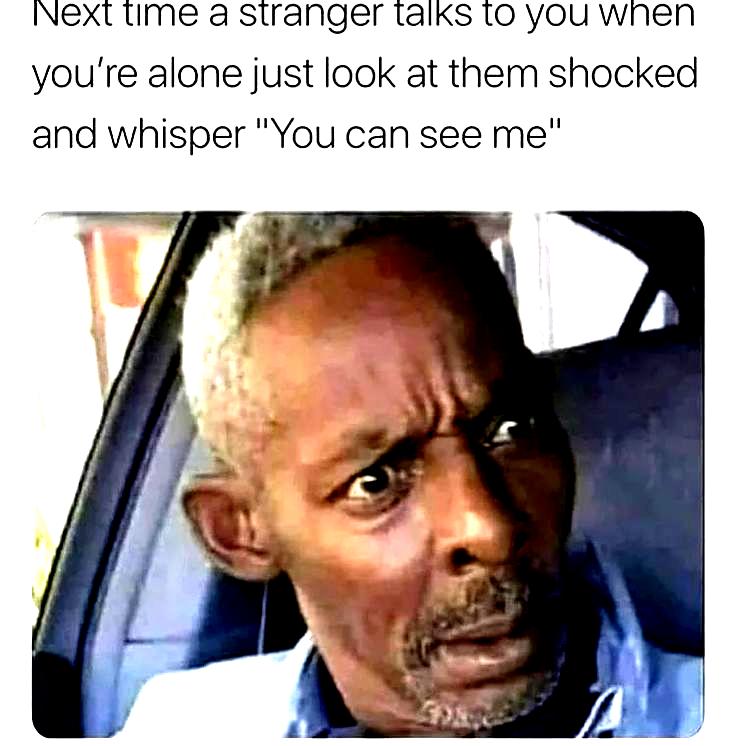 Next time a stranger talks to you when
you're alone just look at them shocked
and whisper "You can see me"